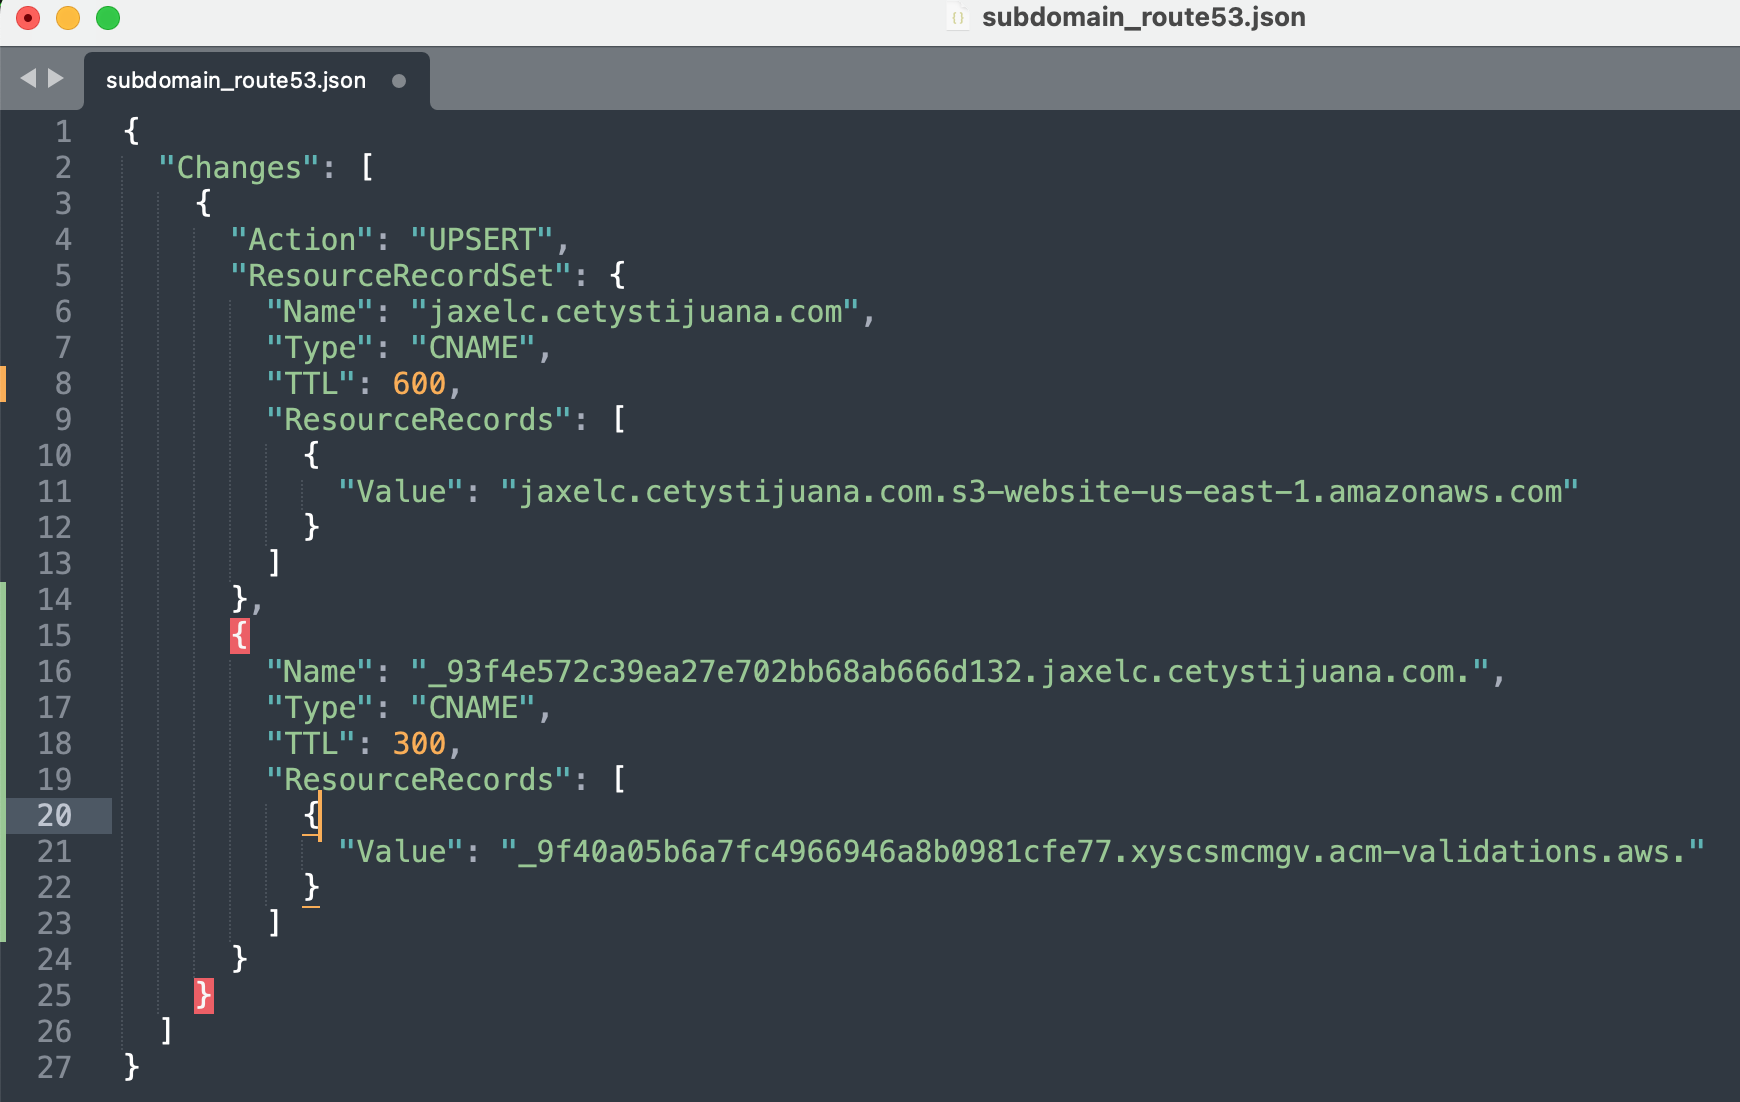 subdomain_route53.json
subdomain_route53.json
1 {
2 "Changes": [
3 {
4 "Action": "UPSERT",
5 "ResourceRecordSet": {
6 "Name": "jaxelc.cetystijuana.com",
7 "Type": "CNAME",
8 "TTL": 600,
9 "ResourceRecords": [
10 {
11 "Value": "jaxelc.cetystijuana.com.s3-website-us-east-1.amazonaws.com"
12 }
13 ]
14 },
15 {
16 "Name": "_93f4e572c39ea27e702bb68ab666d132.jaxelc.cetystijuana.com.",
17 "Type": "CNAME",
18 "TTL": 300,
19 "ResourceRecords": [
20 {
21 "Value": "_9f40a05b6a7fc4966946a8b0981cfe77.xyscsmcmgv.acm-validations.aws."
22 }
23 ]
24 }
25 }
26 ]
27 }